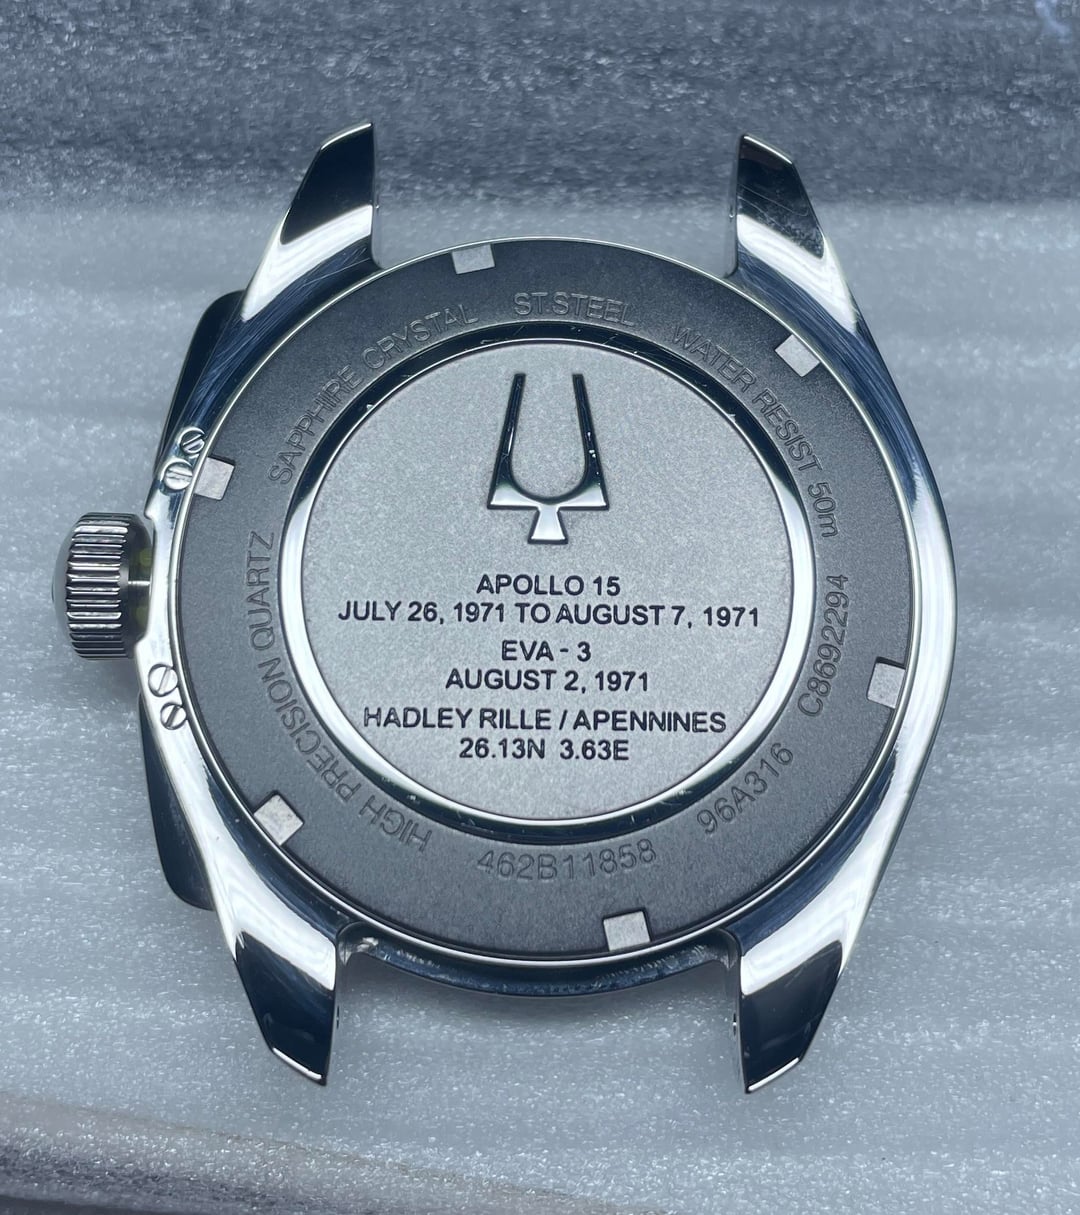 APOLLO 15
JULY 26, 1971 TO AUGUST 7, 1971
EVA - 3
AUGUST 2, 1971
HADLEY RILLE / APENNINES
26.13N 3.63E
HIGH PRECISION QUARTZ
SAPPHIRE CRYSTAL
ST.STEEL
WATER RESIST 50m
C8692294
96A316
462B11858